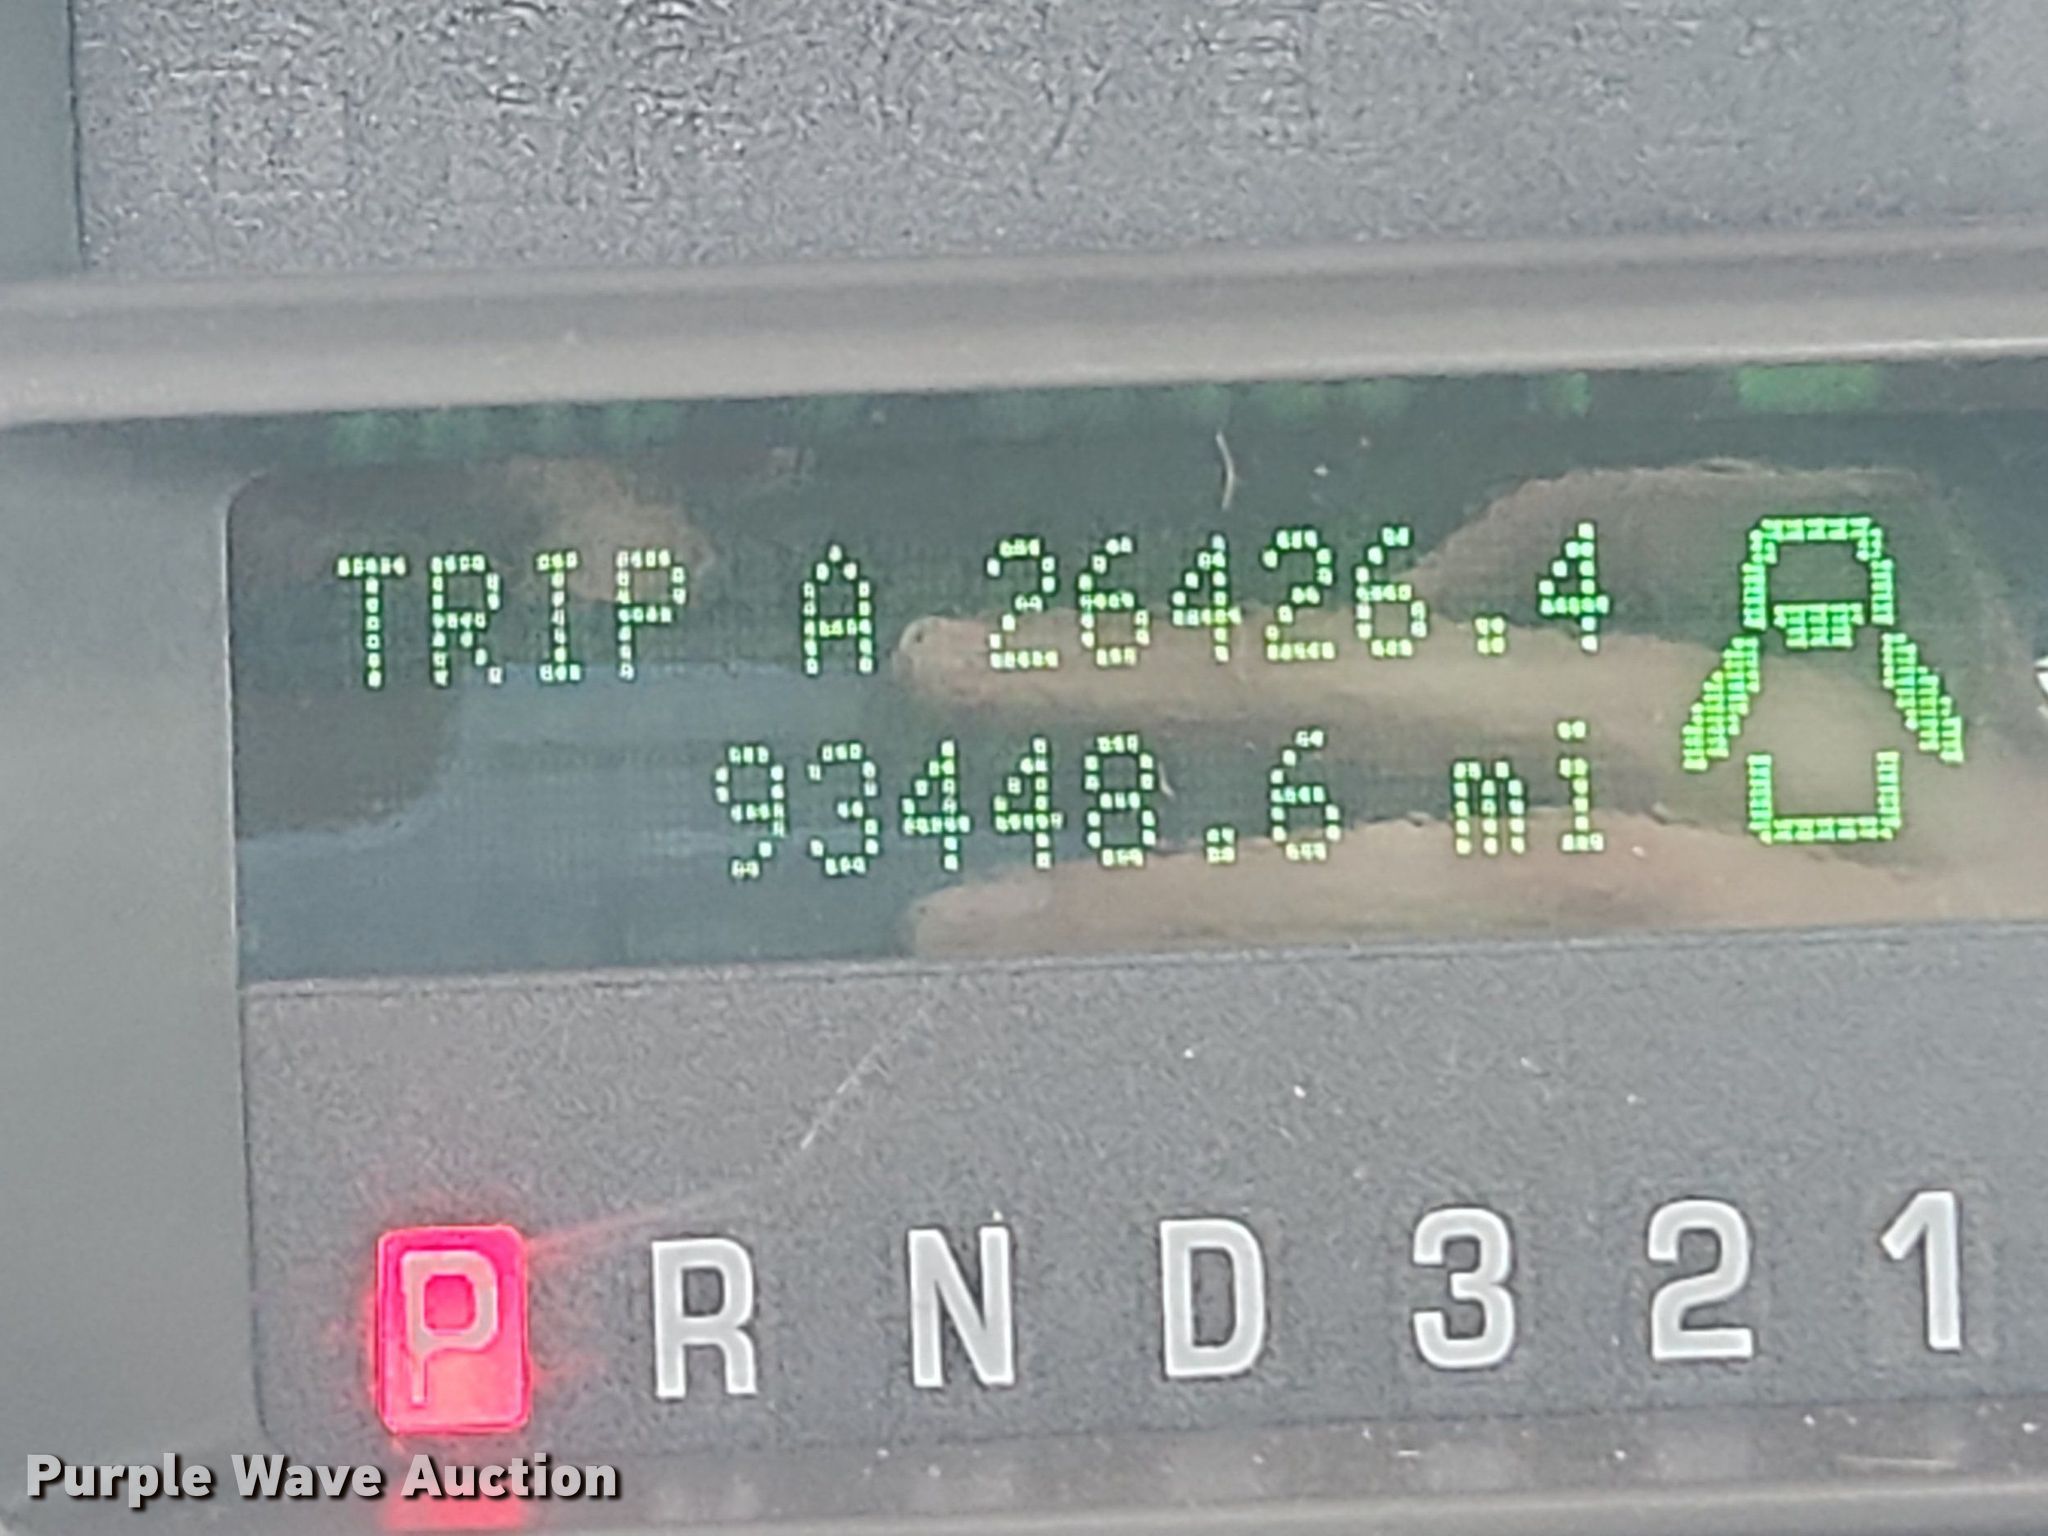 TRIP A 26426.4
93448.6 mi
P R N D 3 2 1
Purple Wave Auction